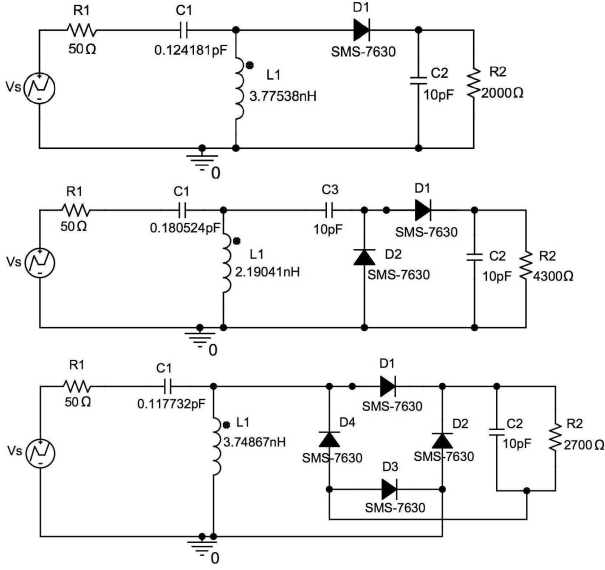 R1
50Ω
C1
0.124181pF
D1
SMS-7630
Vs
L1
3.77538nH
C2
10pF
R2
2000Ω
0
R1
50Ω
C1
0.180524pF
C3
10pF
D1
SMS-7630
Vs
L1
2.19041nH
D2
SMS-7630
C2
10pF
R2
4300Ω
0
R1
50Ω
C1
0.117732pF
D1
SMS-7630
Vs
L1
3.74867nH
D4
SMS-7630
D2
SMS-7630
C2
10pF
R2
2700Ω
D3
SMS-7630
0